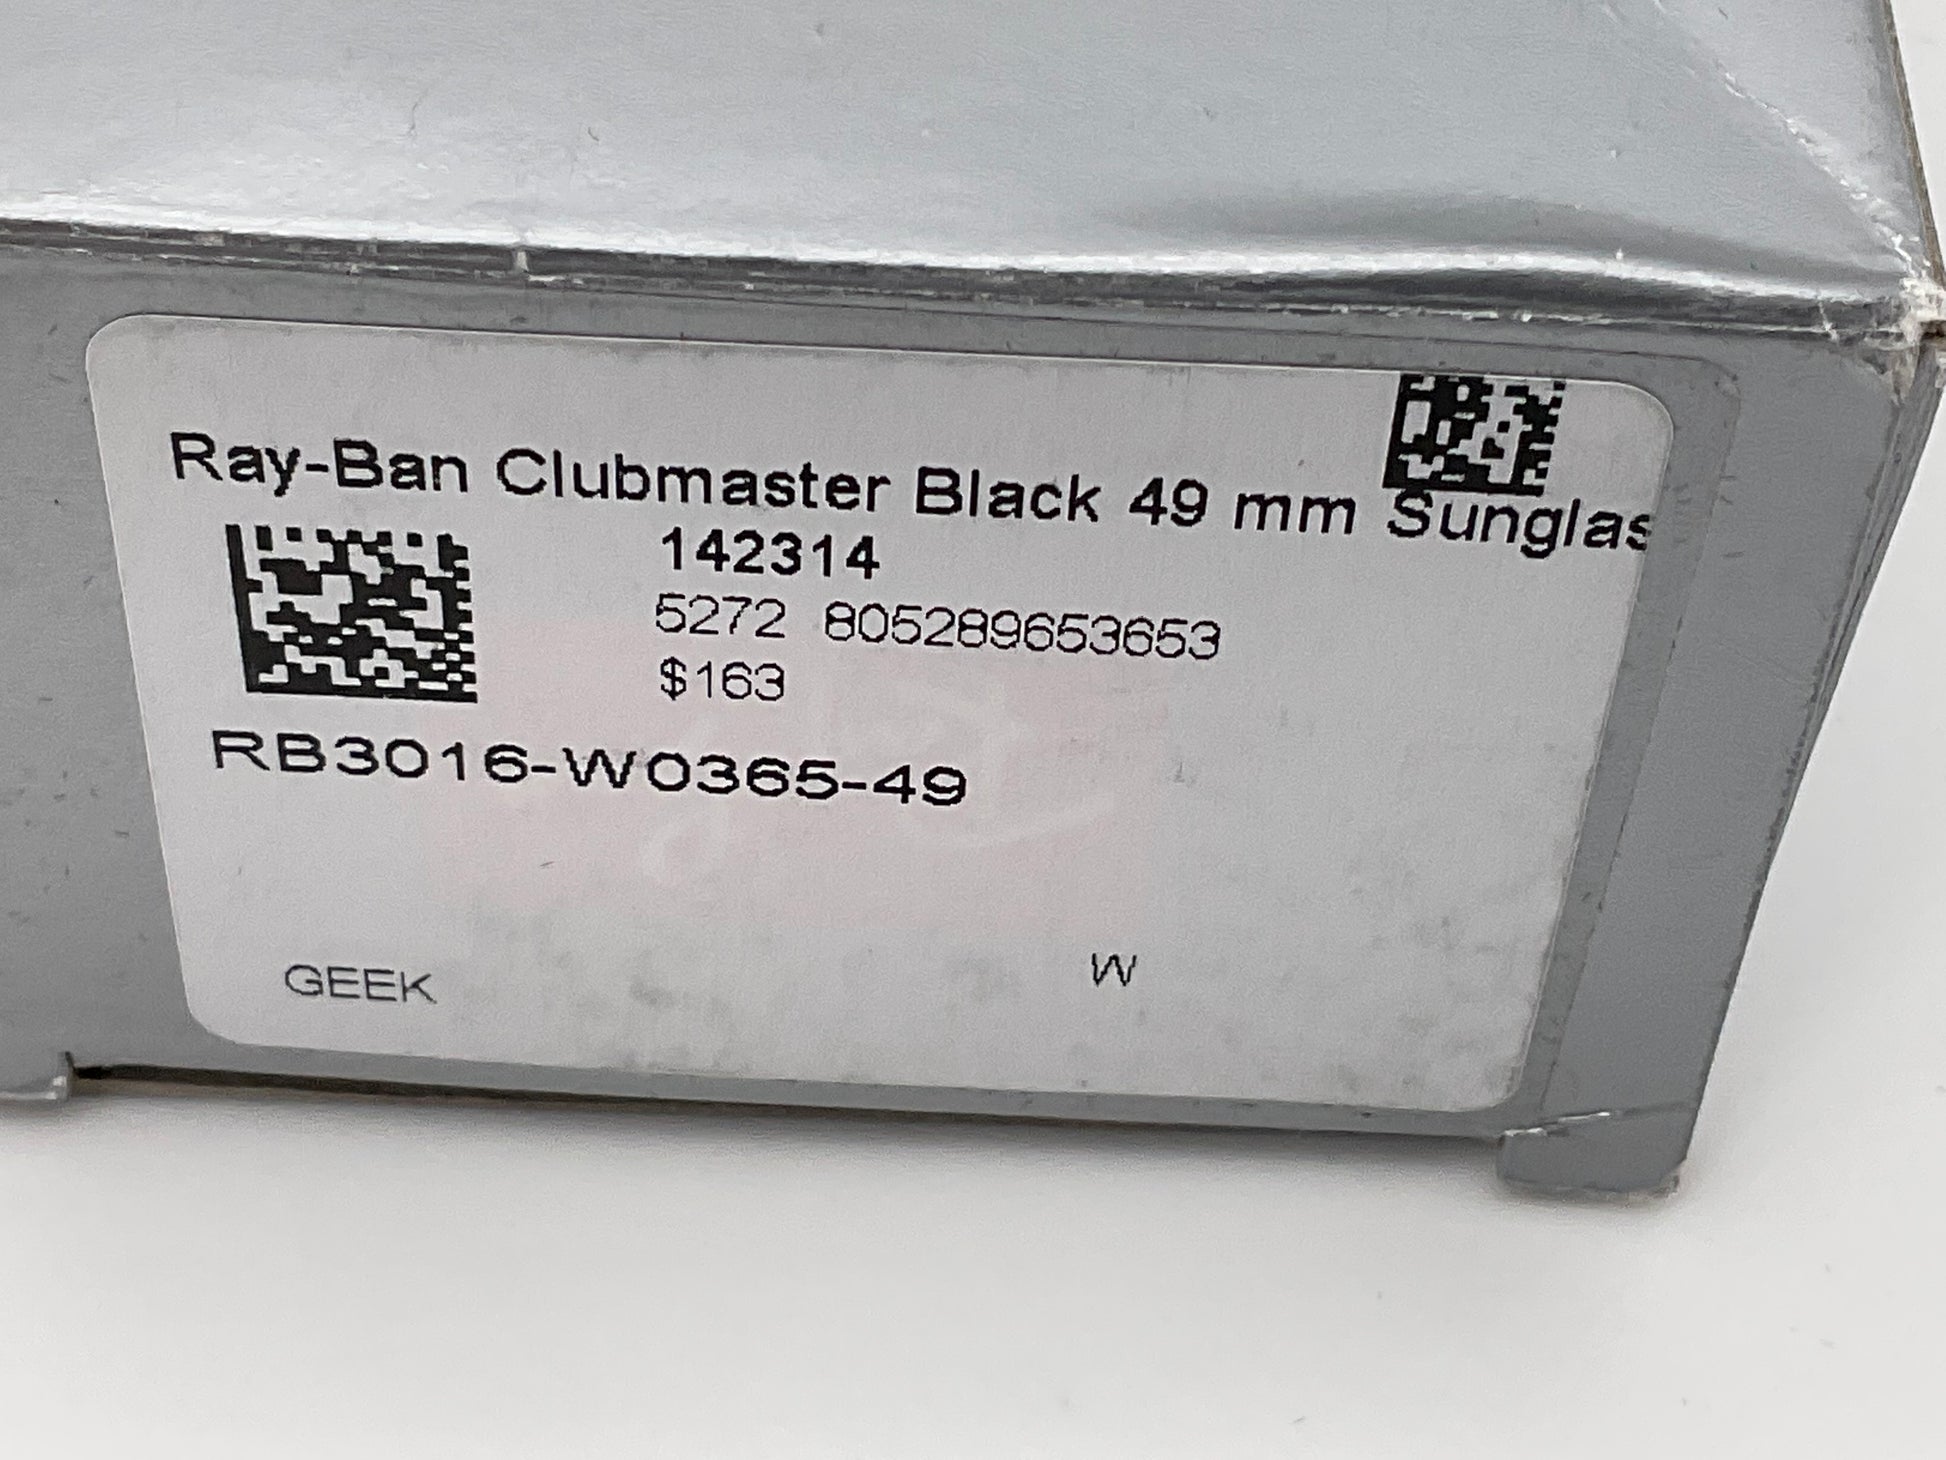 Ray-Ban Clubmaster Black 49 mm Sunglas
142314
5272 805289653653
$163
RB3016-W0365-49
GEEK W